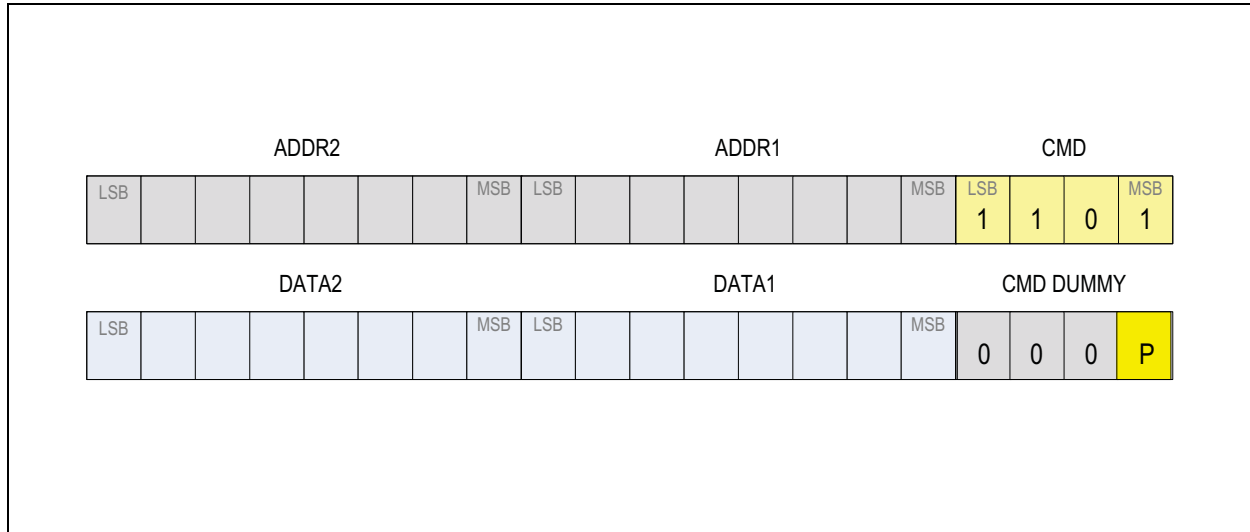 ADDR2 ADDR1 CMD
LSB MSB LSB MSB LSB MSB
1 1 0 1
DATA2 DATA1 CMD DUMMY
LSB MSB LSB MSB
0 0 0 P